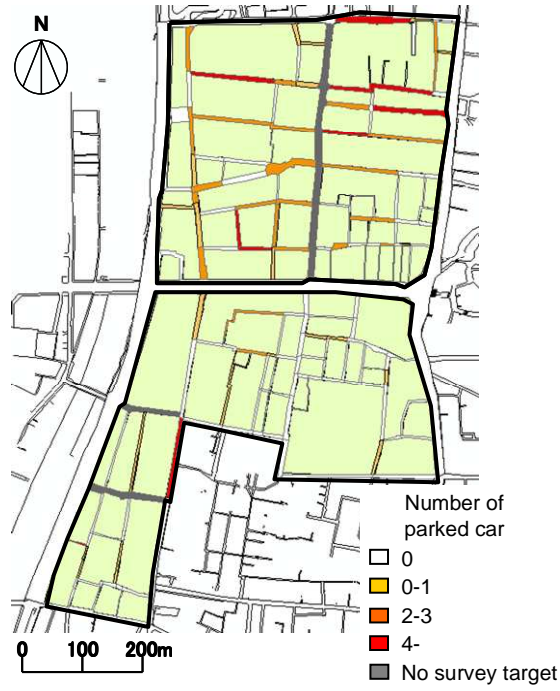 N
Number of
parked car
0
0-1
2-3
4-
No survey target
0 100 200m